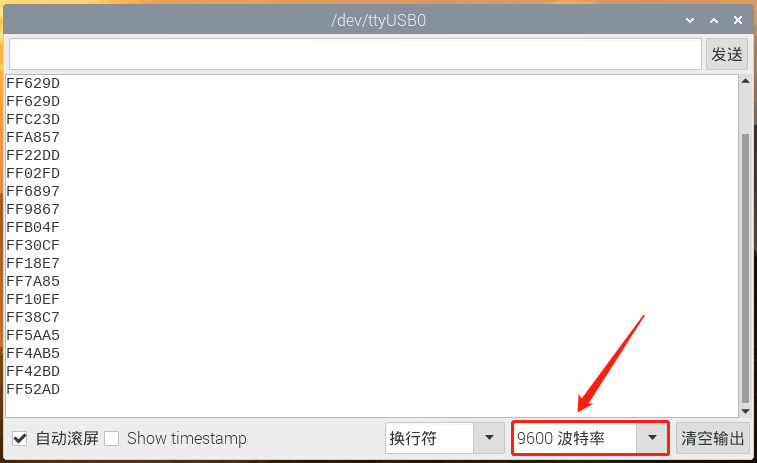 /dev/ttyUSB0
发送
FF629D
FF629D
FFC23D
FFA857
FF22DD
FF02FD
FF6897
FF9867
FFB04F
FF30CF
FF18E7
FF7A85
FF10EF
FF38C7
FF5AA5
FF4AB5
FF42BD
FF52AD
自动滚屏 Show timestamp 换行符 9600 波特率 清空输出